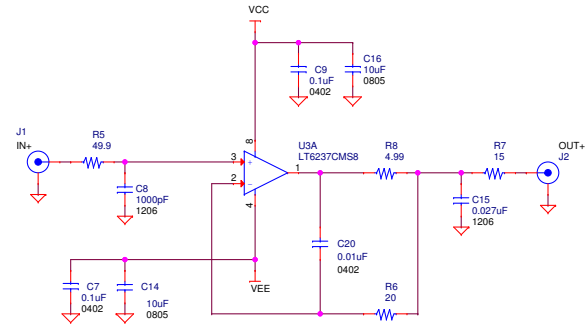 VCC
C9
0.1uF
0402
C16
10uF
0805
J1
IN+
R5
49.9
8
U3A
LT6237CMS8
3
+
1
2
−
4
R8
4.99
R7
15
OUT+
J2
C8
1000pF
1206
C15
0.027uF
1206
C20
0.01uF
0402
VEE
C7
0.1uF
0402
C14
10uF
0805
R6
20